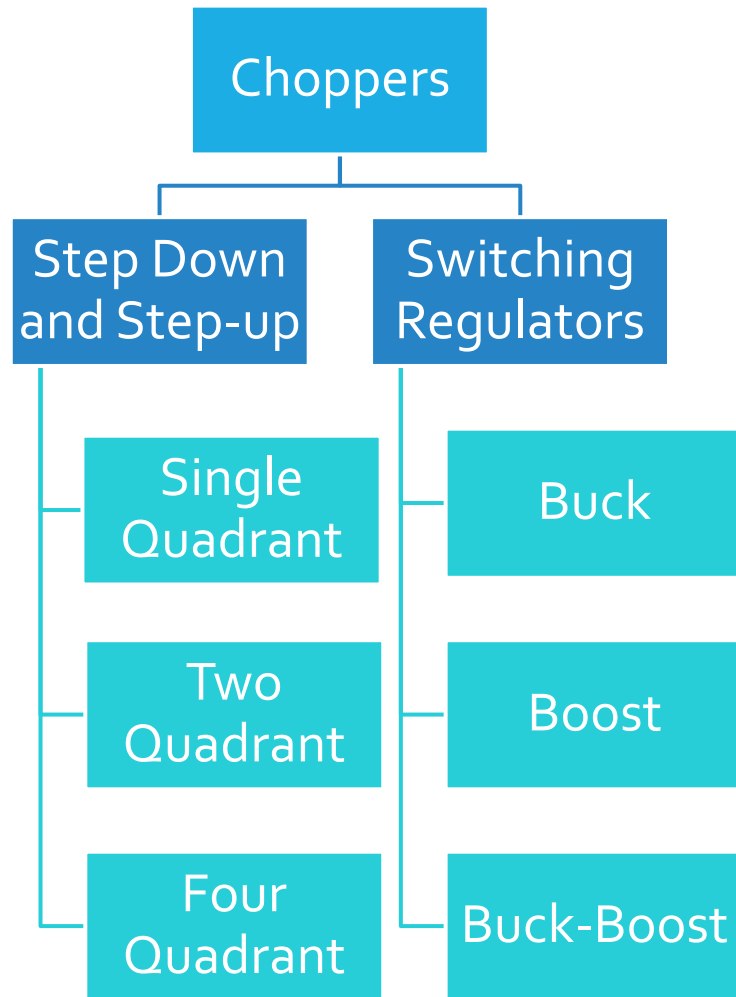 Choppers
Step Down
and Step-up
Switching
Regulators
Single
Quadrant
Two
Quadrant
Four
Quadrant
Buck
Boost
Buck-Boost